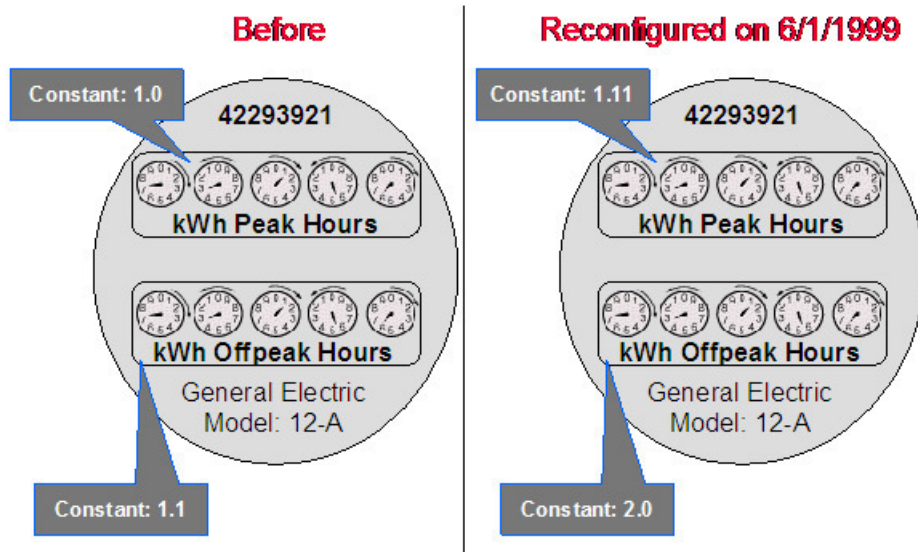 Before
Constant: 1.0
42293921
kWh Peak Hours
kWh Offpeak Hours
General Electric
Model: 12-A
Constant: 1.1
Reconfigured on 6/1/1999
Constant: 1.11
42293921
kWh Peak Hours
kWh Offpeak Hours
General Electric
Model: 12-A
Constant: 2.0